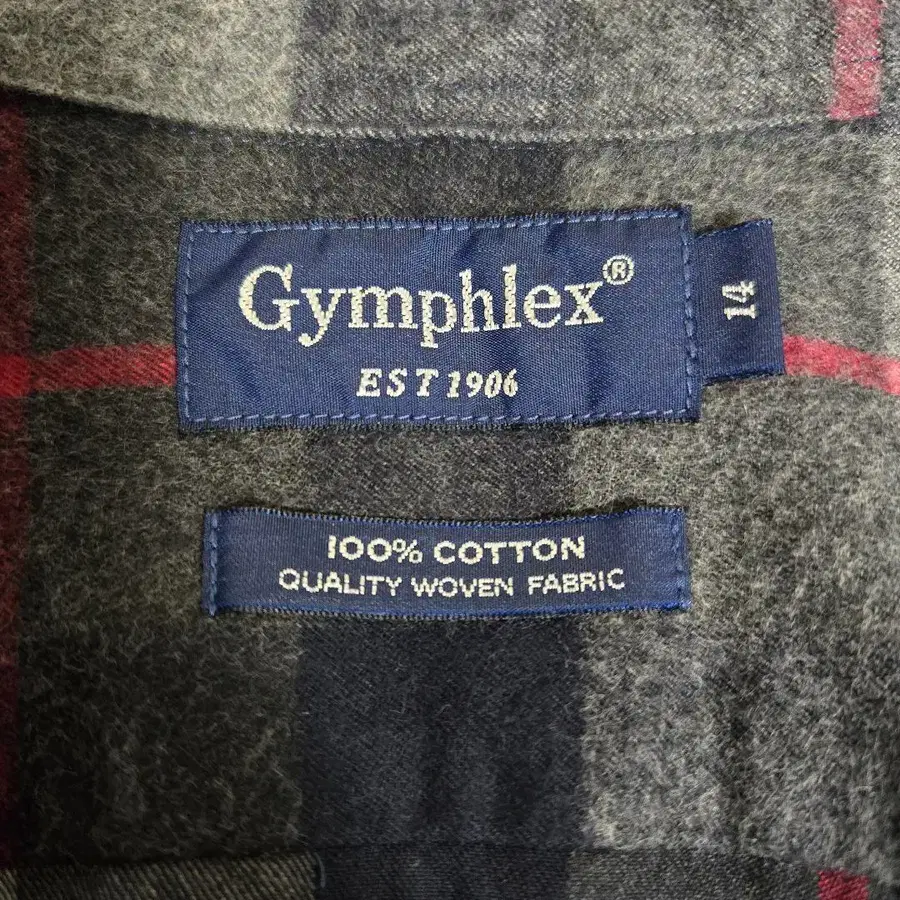 Gymphlex®
EST 1906
14
100% COTTON
QUALITY WOVEN FABRIC